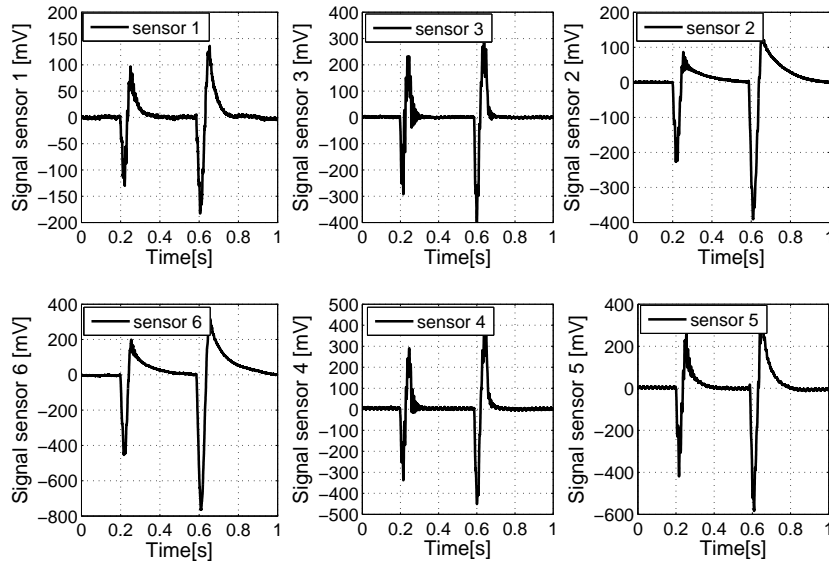 Signal sensor 1 [mV]
200
150
100
50
0
−50
−100
−150
−200
sensor 1
0 0.2 0.4 0.6 0.8 1
Time[s]
Signal sensor 3 [mV]
400
300
200
100
0
−100
−200
−300
−400
sensor 3
0 0.2 0.4 0.6 0.8 1
Time[s]
Signal sensor 2 [mV]
200
100
0
−100
−200
−300
−400
sensor 2
0 0.2 0.4 0.6 0.8 1
Time[s]
Signal sensor 6 [mV]
400
200
0
−200
−400
−600
−800
sensor 6
0 0.2 0.4 0.6 0.8 1
Time[s]
Signal sensor 4 [mV]
500
400
300
200
100
0
−100
−200
−300
−400
−500
sensor 4
0 0.2 0.4 0.6 0.8 1
Time[s]
Signal sensor 5 [mV]
400
200
0
−200
−400
−600
sensor 5
0 0.2 0.4 0.6 0.8 1
Time[s]